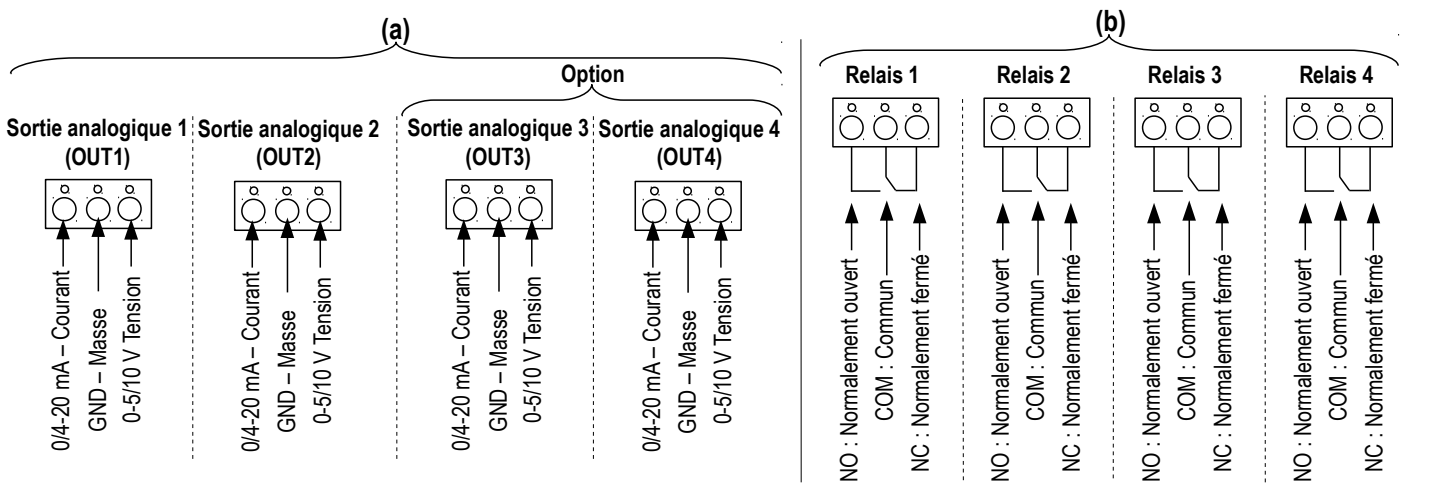 (a)
Option
Sortie analogique 1
(OUT1)
Sortie analogique 2
(OUT2)
Sortie analogique 3
(OUT3)
Sortie analogique 4
(OUT4)
0/4-20 mA – Courant
GND – Masse
0-5/10 V Tension
0/4-20 mA – Courant
GND – Masse
0-5/10 V Tension
0/4-20 mA – Courant
GND – Masse
0-5/10 V Tension
0/4-20 mA – Courant
GND – Masse
0-5/10 V Tension
(b)
Relais 1
Relais 2
Relais 3
Relais 4
NO : Normalement ouvert
COM : Commun
NC : Normalement fermé
NO : Normalement ouvert
COM : Commun
NC : Normalement fermé
NO : Normalement ouvert
COM : Commun
NC : Normalement fermé
NO : Normalement ouvert
COM : Commun
NC : Normalement fermé